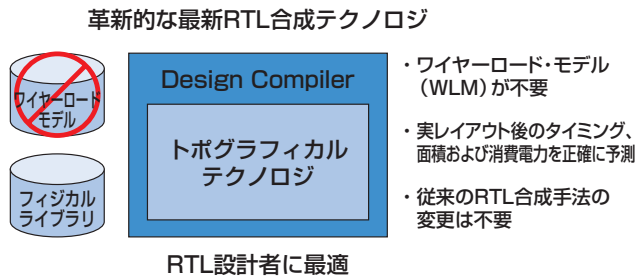 革新的な最新RTL合成テクノロジ
ワイヤーロード
モデル
フィジカル
ライブラリ
Design Compiler
トポグラフィカル
テクノロジ
・ワイヤーロード・モデル
（WLM）が不要
・実レイアウト後のタイミング、
面積および消費電力を正確に予測
・従来のRTL合成手法の
変更は不要
RTL設計者に最適